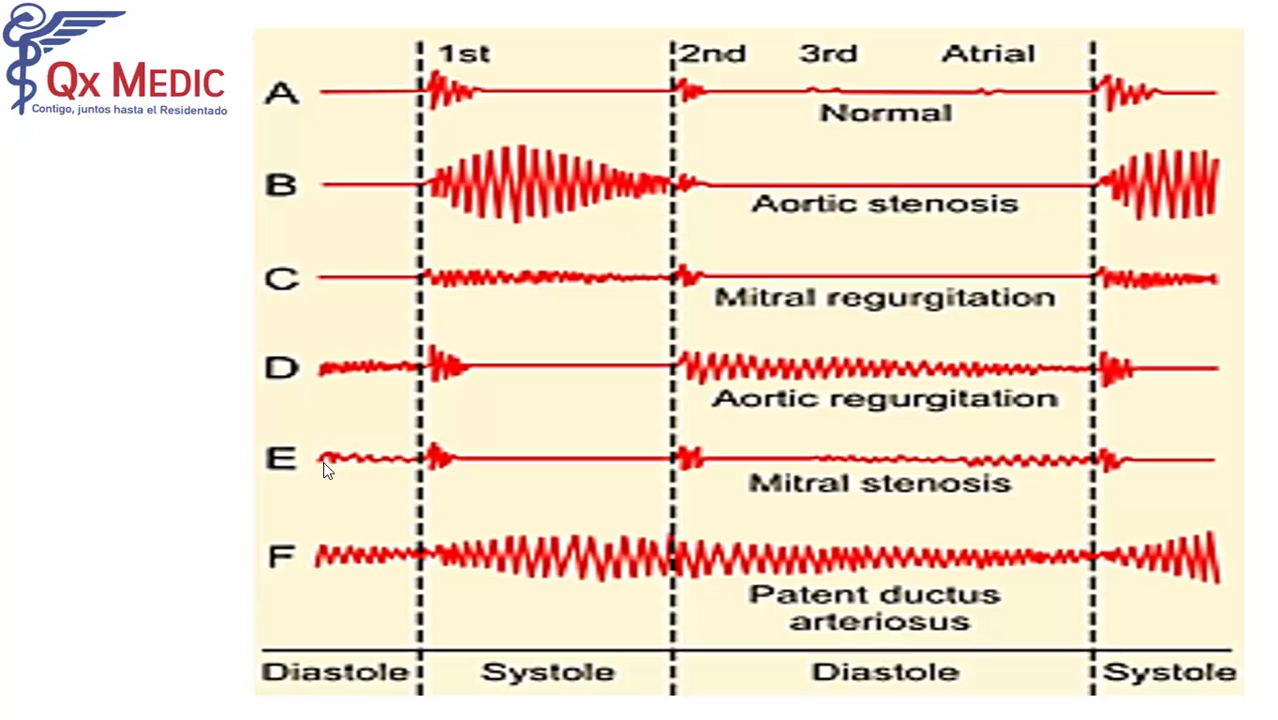 Qx MEDIC
Contigo, juntos hasta el Residentado
1st 2nd 3rd Atrial
A
Normal
B
Aortic stenosis
C
Mitral regurgitation
D
Aortic regurgitation
E
Mitral stenosis
F
Patent ductus
arteriosus
Diastole Systole Diastole Systole